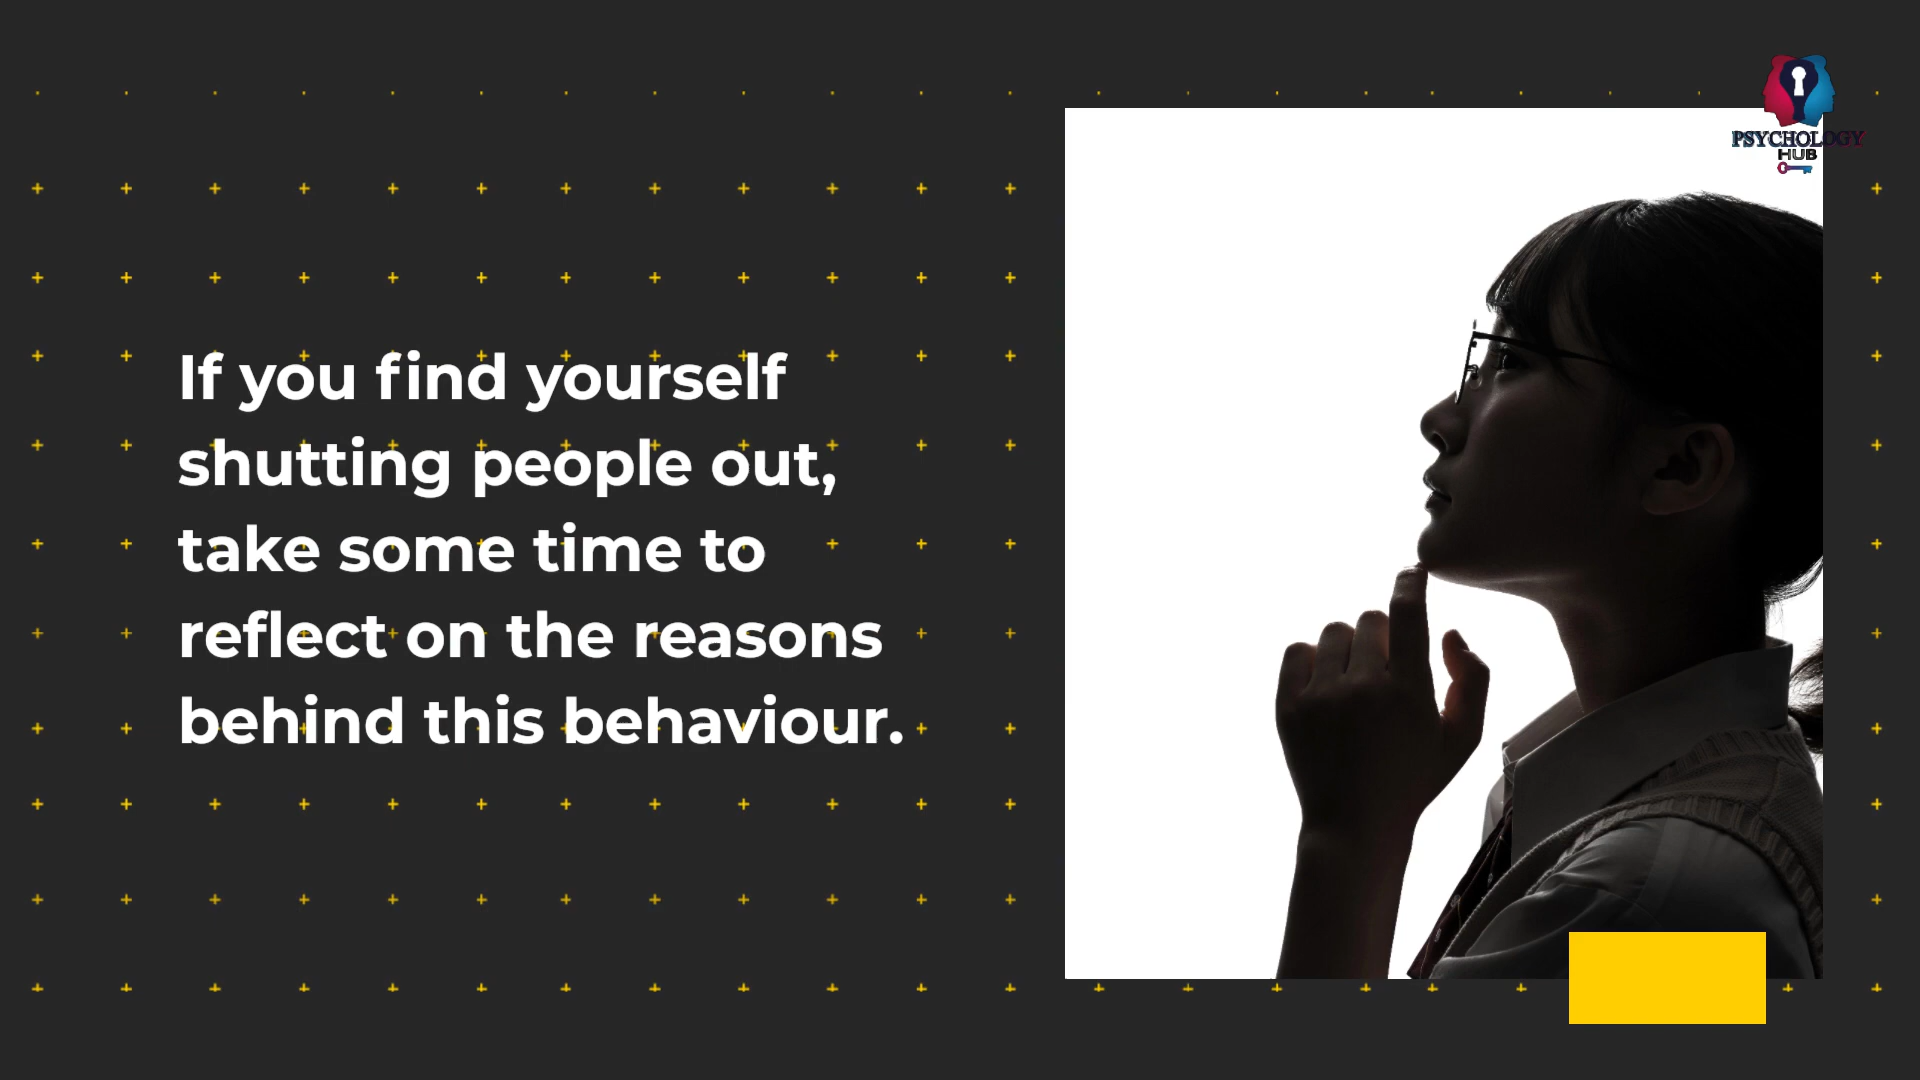 PSYCHOLOGY
HUB
If you find yourself
shutting people out,
take some time to
reflect on the reasons
behind this behaviour.